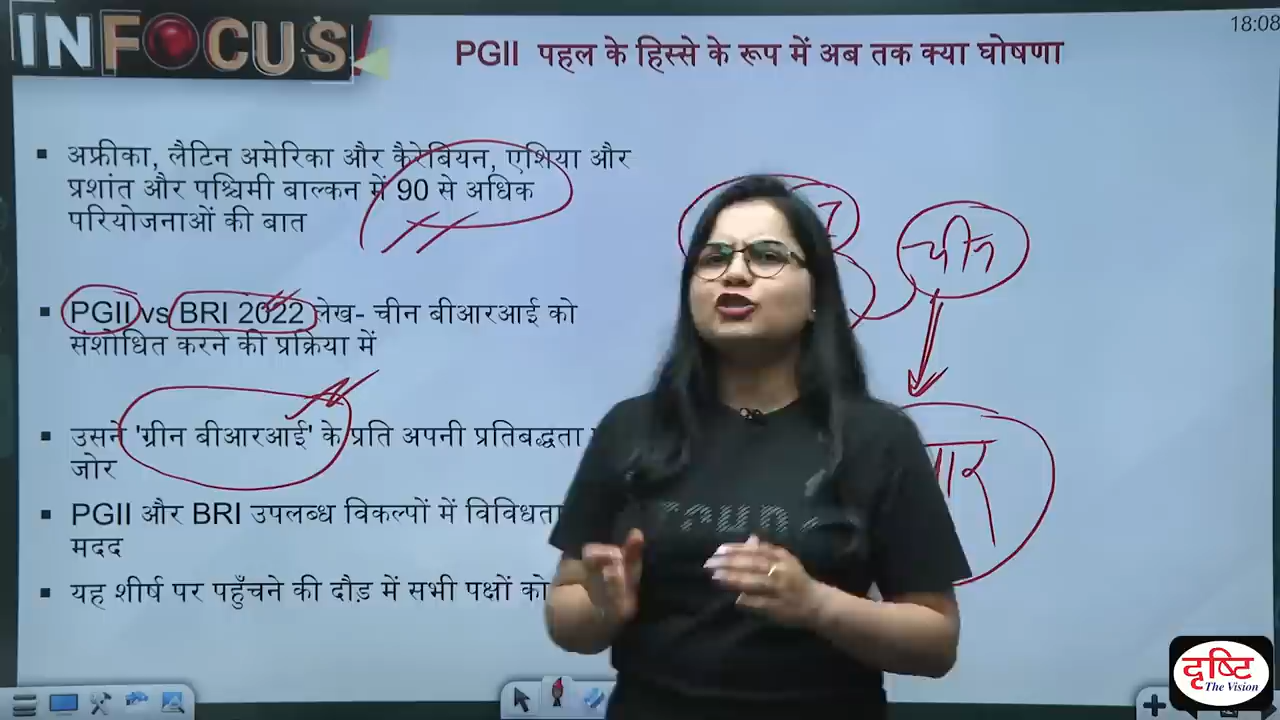 INFOCUS!
18:08
PGII पहल के हिस्से के रूप में अब तक क्या घोषणा
▪ अफ्रीका, लैटिन अमेरिका और कैरेबियन, एशिया और
प्रशांत और पश्चिमी बाल्कन में 90 से अधिक
परियोजनाओं की बात
चीन
▪ PGII vs BRI 2022 लेख- चीन बीआरआई को
संशोधित करने की प्रक्रिया में
▪ उसने 'ग्रीन बीआरआई' के प्रति अपनी प्रतिबद्धता
जोर
▪ PGII और BRI उपलब्ध विकल्पों में विविधता
मदद
▪ यह शीर्ष पर पहुँचने की दौड़ में सभी पक्षों को
दृष्टि
The Vision